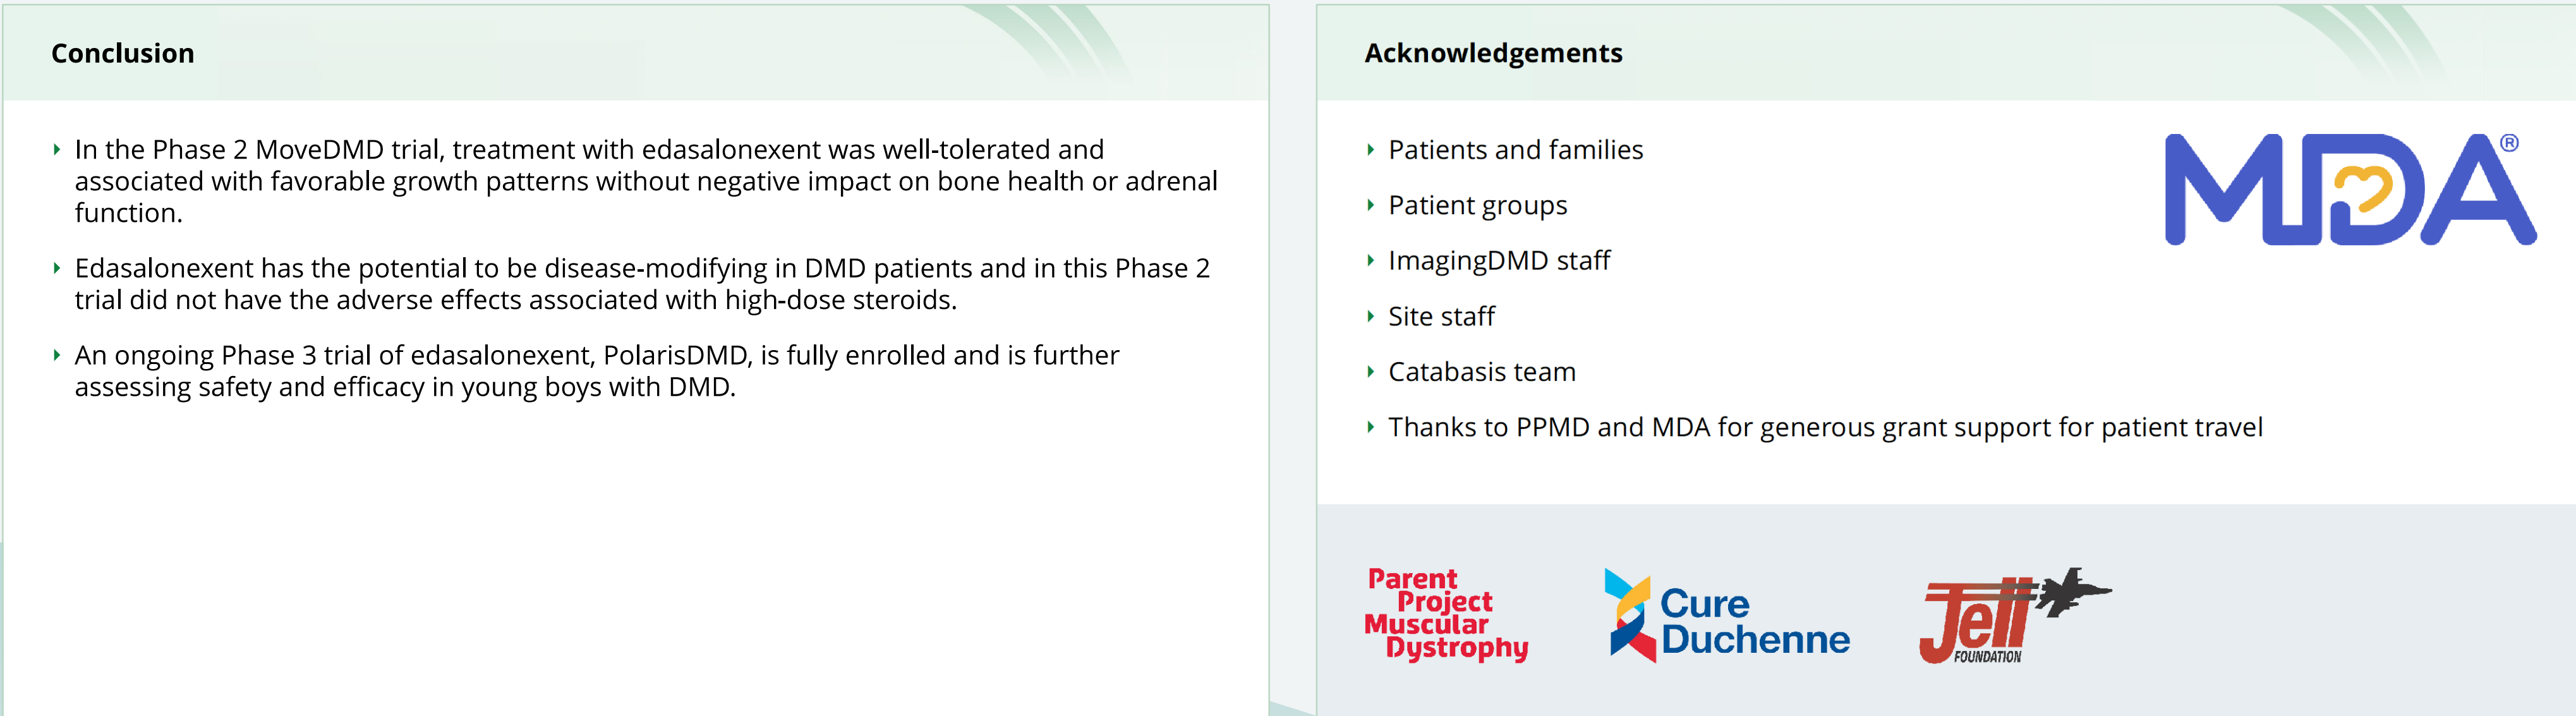 Conclusion
In the Phase 2 MoveDMD trial, treatment with edasalonexent was well-tolerated and
associated with favorable growth patterns without negative impact on bone health or adrenal
function.
Edasalonexent has the potential to be disease-modifying in DMD patients and in this Phase 2
trial did not have the adverse effects associated with high-dose steroids.
An ongoing Phase 3 trial of edasalonexent, PolarisDMD, is fully enrolled and is further
assessing safety and efficacy in young boys with DMD.
Acknowledgements
Patients and families
Patient groups
ImagingDMD staff
Site staff
Catabasis team
Thanks to PPMD and MDA for generous grant support for patient travel
MDA®
Parent
Project
Muscular
Dystrophy
Cure
Duchenne
Jett
FOUNDATION